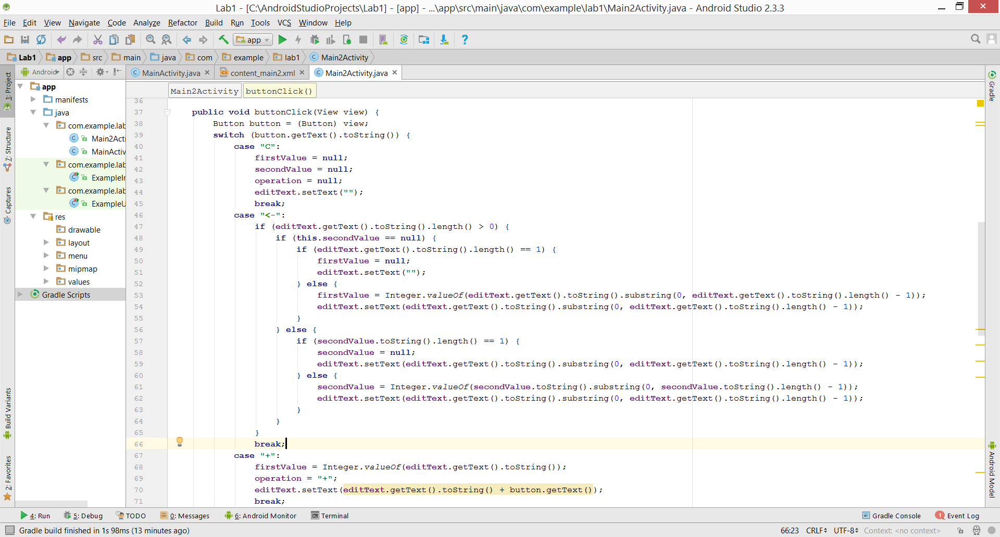 Lab1 - [C:\AndroidStudioProjects\Lab1] - [app] - ...\app\src\main\java\com\example\lab1\Main2Activity.java - Android Studio 2.3.3
File Edit View Navigate Code Analyze Refactor Build Run Tools VCS Window Help
app
Lab1 app src main java com example lab1 Main2Activity
Android MainActivity.java content_main2.xml Main2Activity.java
Main2Activity buttonClick()
1: Project
7: Structure
Captures
Build Variants
2: Favorites
app
manifests
java
com.example.lab
Main2Acti
MainActiv
com.example.lab
ExampleIn
com.example.lab
ExampleU
res
drawable
layout
menu
mipmap
values
Gradle Scripts
36
37 public void buttonClick(View view) {
38 Button button = (Button) view;
39 switch (button.getText().toString()) {
40 case "C":
41 firstValue = null;
42 secondValue = null;
43 operation = null;
44 editText.setText("");
45 break;
46 case "<-":
47 if (editText.getText().toString().length() > 0) {
48 if (this.secondValue == null) {
49 if (editText.getText().toString().length() == 1) {
50 firstValue = null;
51 editText.setText("");
52 } else {
53 firstValue = Integer.valueOf(editText.getText().toString().substring(0, editText.getText().toString().length() - 1));
54 editText.setText(editText.getText().toString().substring(0, editText.getText().toString().length() - 1));
55 }
56 } else {
57 if (secondValue.toString().length() == 1) {
58 secondValue = null;
59 editText.setText(editText.getText().toString().substring(0, editText.getText().toString().length() - 1));
60 } else {
61 secondValue = Integer.valueOf(secondValue.toString().substring(0, secondValue.toString().length() - 1));
62 editText.setText(editText.getText().toString().substring(0, editText.getText().toString().length() - 1));
63 }
64 }
65 }
66 break;
67 case "+":
68 firstValue = Integer.valueOf(editText.getText().toString());
69 operation = "+";
70 editText.setText(editText.getText().toString() + button.getText());
71 break;
Gradle
Android Model
4: Run 5: Debug TODO 0: Messages 6: Android Monitor Terminal Gradle Console 1 Event Log
Gradle build finished in 1s 98ms (13 minutes ago) 66:23 CRLF UTF-8 Context: <no context>